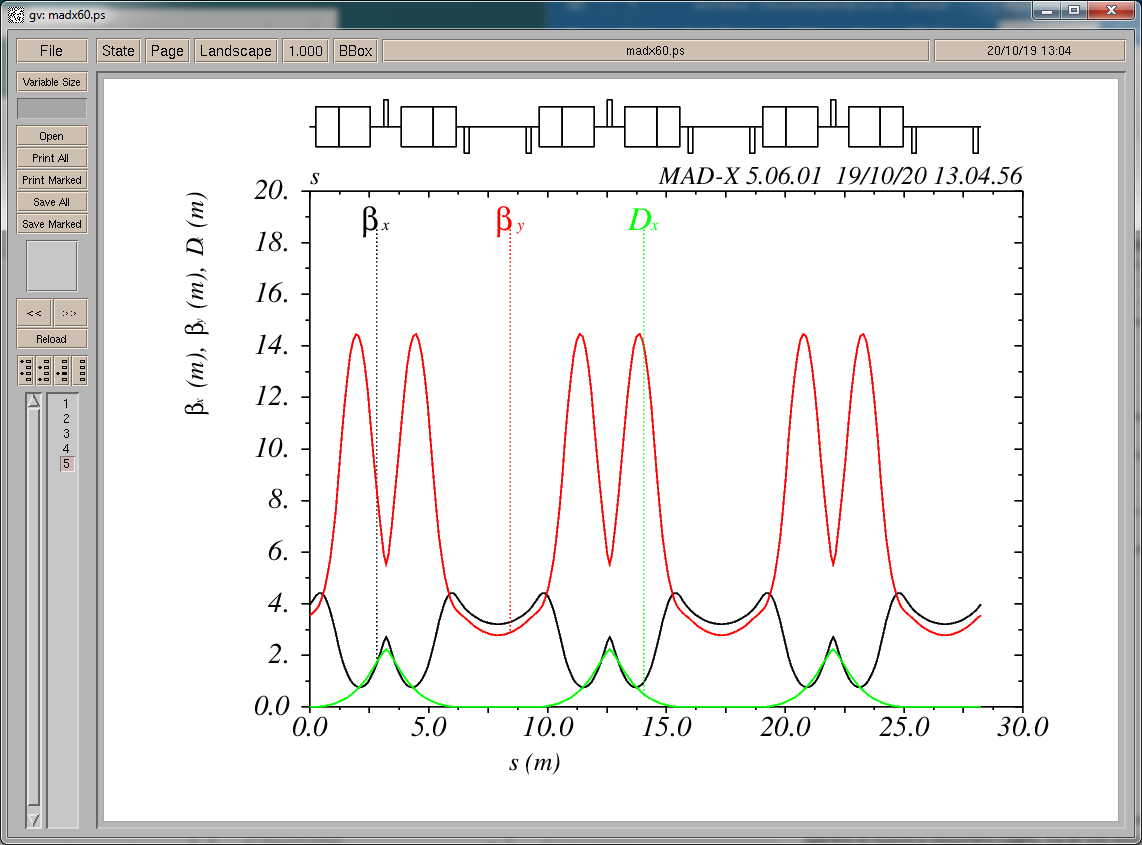 gv: madx60.ps
File State Page Landscape 1.000 BBox madx60.ps 20/10/19 13:04
Variable Size
Open
Print All
Print Marked
Save All
Save Marked
<< >>
Reload
1
2
3
4
5
s MAD-X 5.06.01 19/10/20 13.04.56
βx βy Dx
βx (m), βy (m), Dx (m)
20.
18.
16.
14.
12.
10.
8.
6.
4.
2.
0.0
0.0 5.0 10.0 15.0 20.0 25.0 30.0
s (m)